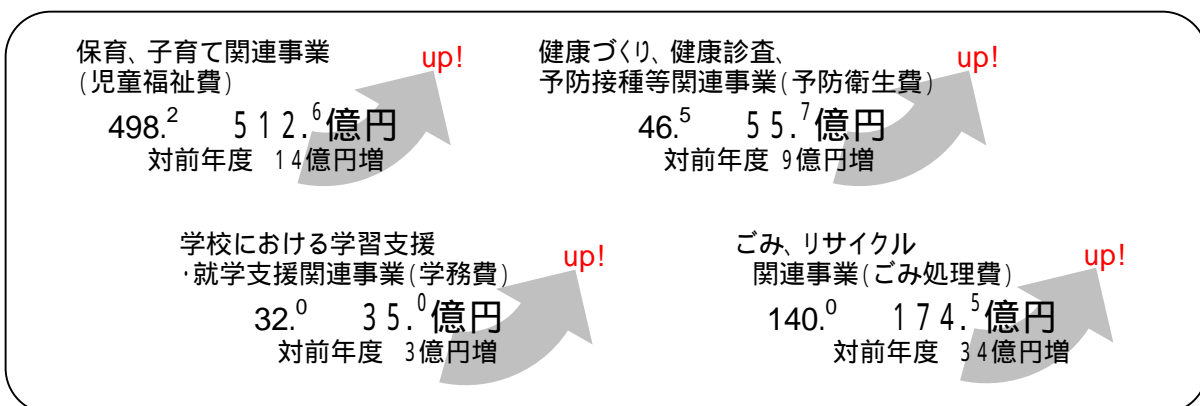 保育、子育て関連事業
(児童福祉費)
up!
498.2 512.6億円
対前年度 14億円増
健康づくり、健康診査、
予防接種等関連事業(予防衛生費)
up!
46.5 55.7億円
対前年度 9億円増
学校における学習支援
・就学支援関連事業(学務費)
up!
32.0 35.0億円
対前年度 3億円増
ごみ、リサイクル
関連事業(ごみ処理費)
up!
140.0 174.5億円
対前年度 34億円増